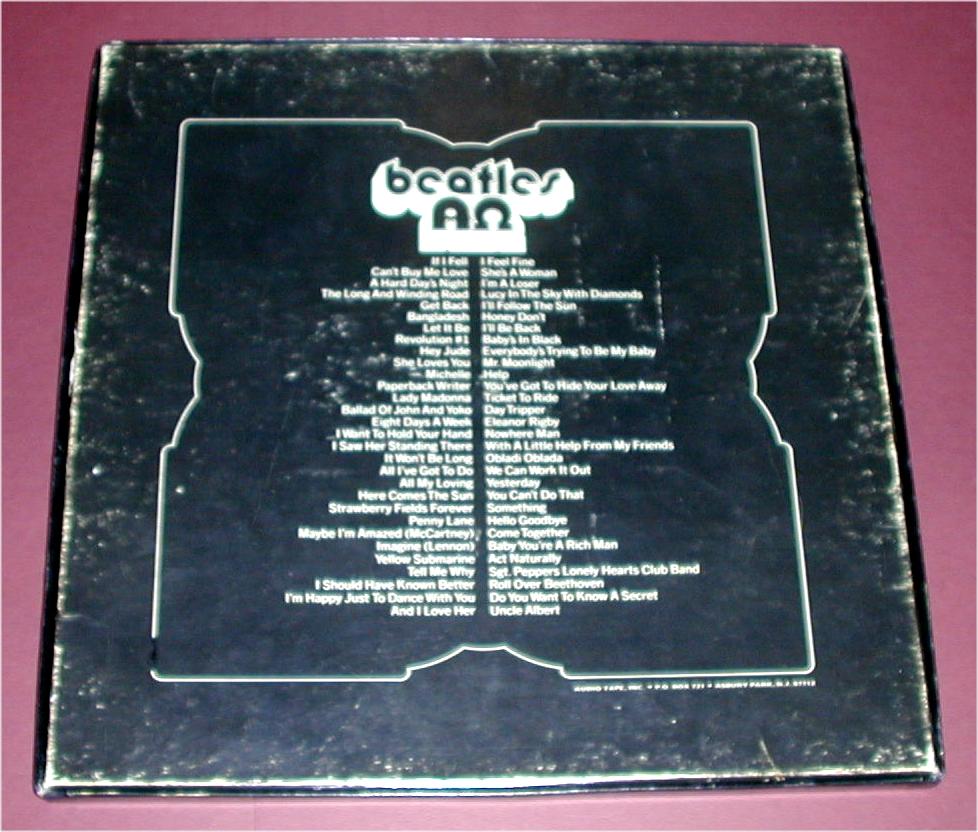 beatles
AΩ
If I Fell
Can't Buy Me Love
A Hard Day's Night
The Long And Winding Road
Get Back
Bangladesh
Let It Be
Revolution #1
Hey Jude
She Loves You
Michelle
Paperback Writer
Lady Madonna
Ballad Of John And Yoko
Eight Days A Week
I Want To Hold Your Hand
I Saw Her Standing There
It Won't Be Long
All I've Got To Do
All My Loving
Here Comes The Sun
Strawberry Fields Forever
Penny Lane
Maybe I'm Amazed (McCartney)
Imagine (Lennon)
Yellow Submarine
Tell Me Why
I Should Have Known Better
I'm Happy Just To Dance With You
And I Love Her
I Feel Fine
She's A Woman
I'm A Loser
Lucy In The Sky With Diamonds
I'll Follow The Sun
Honey Don't
I'll Be Back
Baby's In Black
Everybody's Trying To Be My Baby
Mr. Moonlight
Help
You've Got To Hide Your Love Away
Ticket To Ride
Day Tripper
Eleanor Rigby
Nowhere Man
With A Little Help From My Friends
Obladi Oblada
We Can Work It Out
Yesterday
You Can't Do That
Something
Hello Goodbye
Come Together
Baby You're A Rich Man
Act Naturally
Sgt. Peppers Lonely Hearts Club Band
Roll Over Beethoven
Do You Want To Know A Secret
Uncle Albert
AUDIO TAPE, INC. • P.O. BOX 721 • ASBURY PARK, N.J.